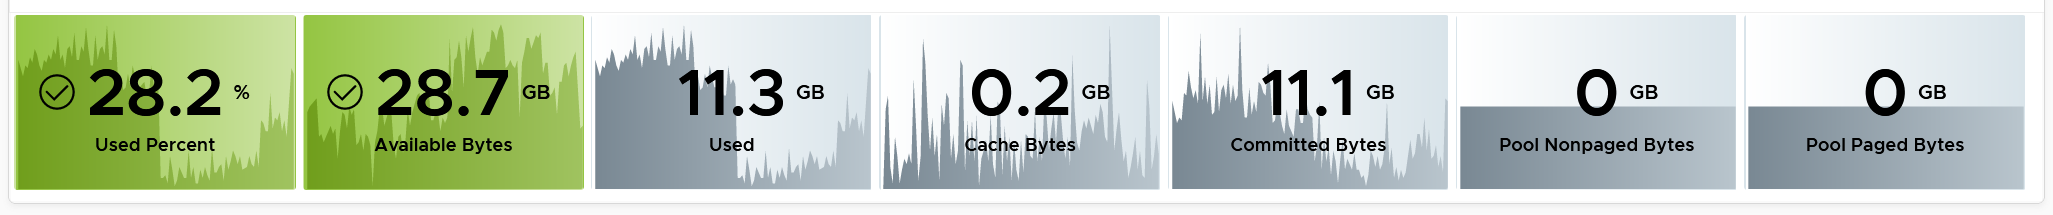 28.2 %
Used Percent
28.7 GB
Available Bytes
11.3 GB
Used
0.2 GB
Cache Bytes
11.1 GB
Committed Bytes
0 GB
Pool Nonpaged Bytes
0 GB
Pool Paged Bytes